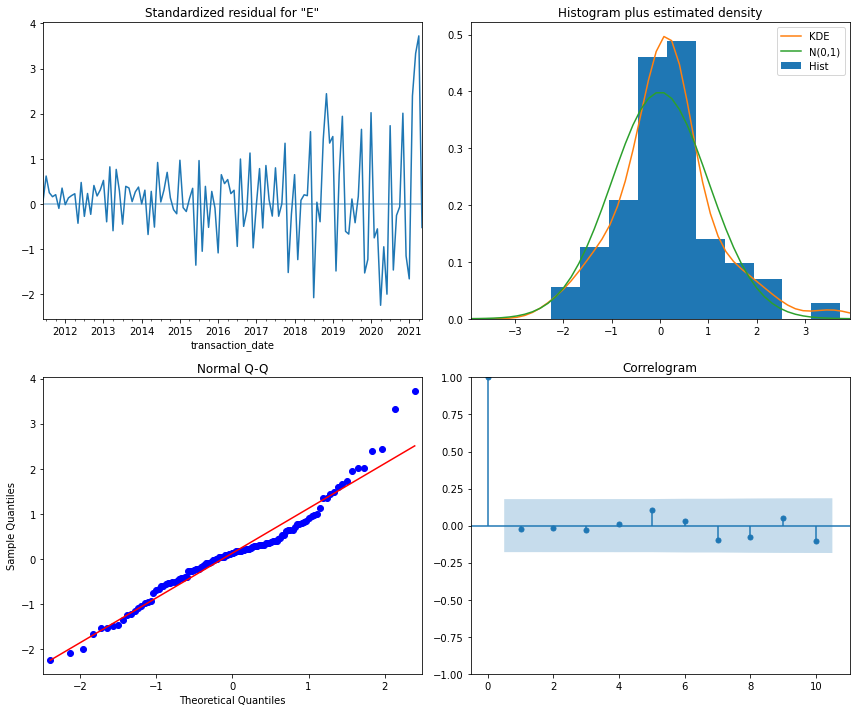 Standardized residual for "E"
4
3
2
1
0
−1
−2
2012 2013 2014 2015 2016 2017 2018 2019 2020 2021
transaction_date
Histogram plus estimated density
KDE
N(0,1)
Hist
0.5
0.4
0.3
0.2
0.1
0.0
−3 −2 −1 0 1 2 3
Normal Q-Q
Sample Quantiles
4
3
2
1
0
−1
−2
−2 −1 0 1 2
Theoretical Quantiles
Correlogram
1.00
0.75
0.50
0.25
0.00
−0.25
−0.50
−0.75
−1.00
0 2 4 6 8 10